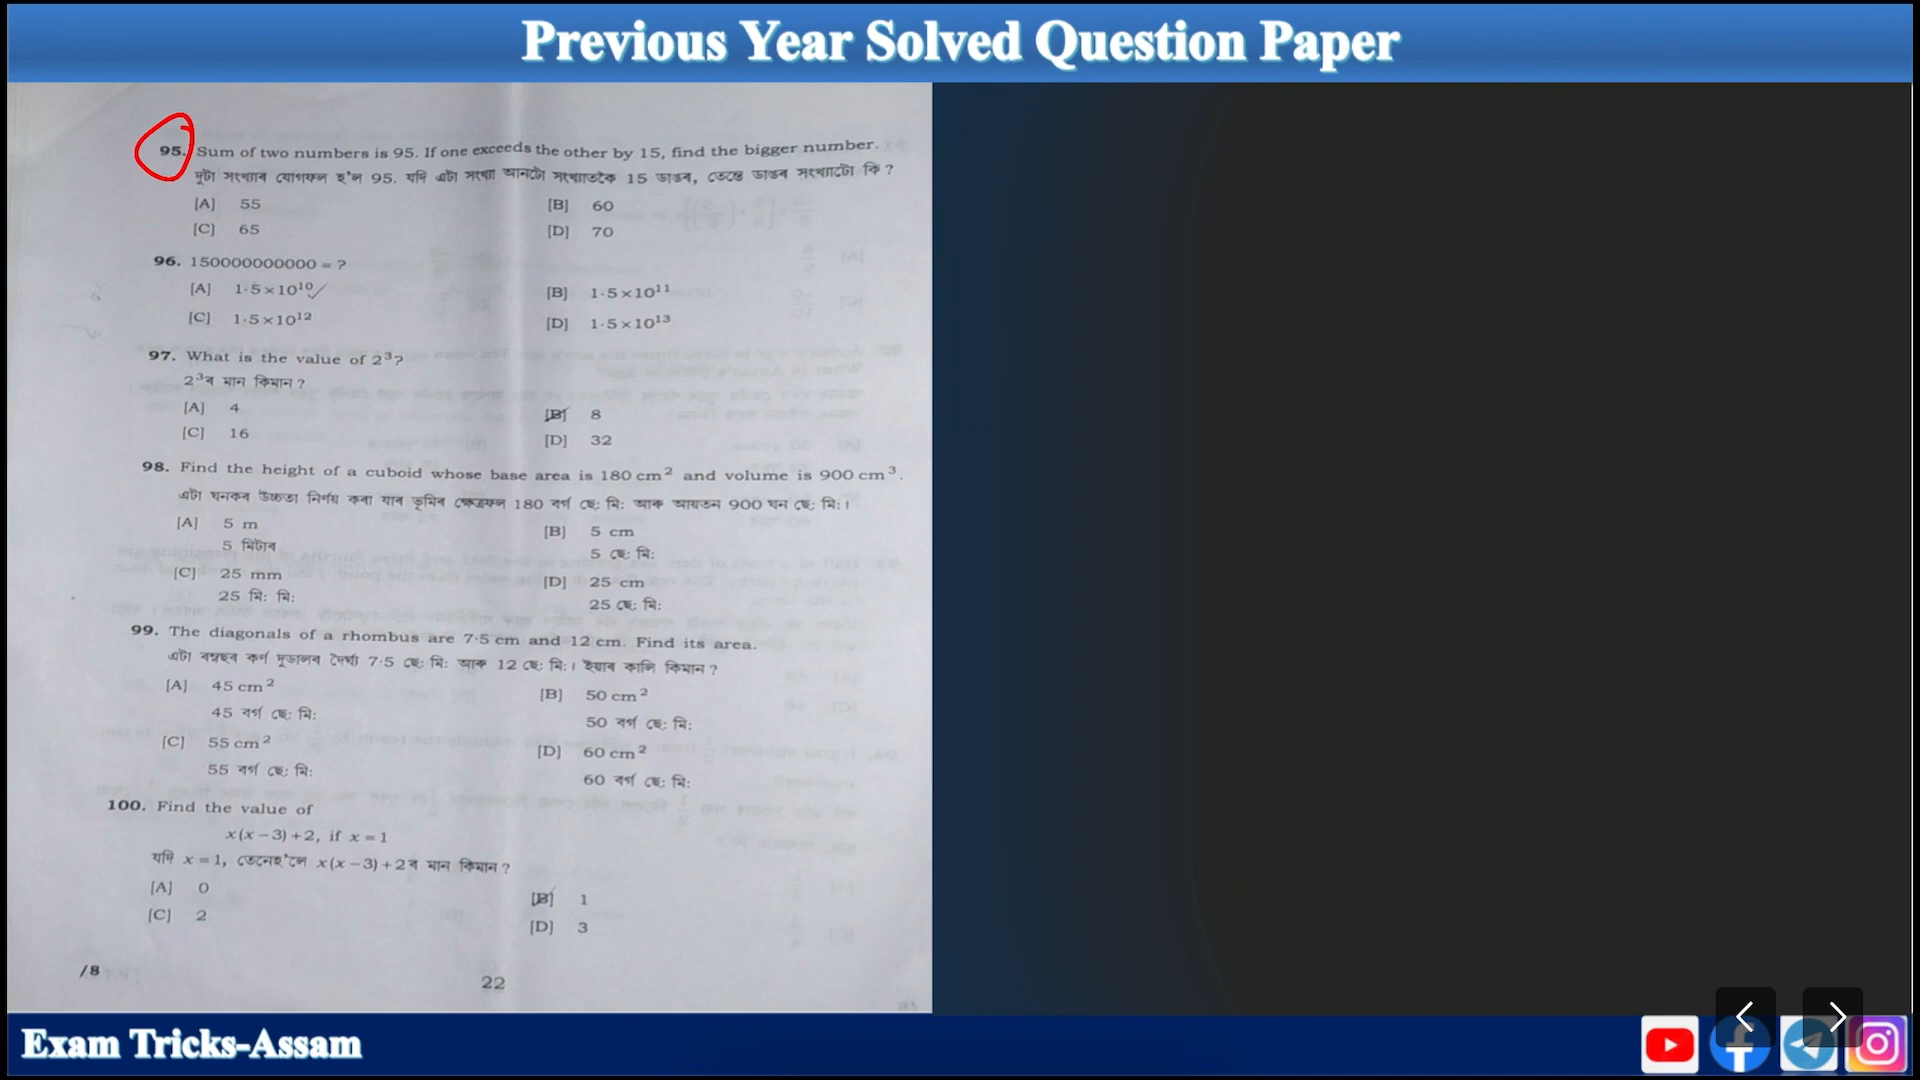 Previous Year Solved Question Paper
95. Sum of two numbers is 95. If one exceeds the other by 15, find the bigger number.
দুটা সংখ্যাৰ যোগফল হ'ল 95. যদি এটা সংখ্যা আনটো সংখ্যাতকৈ 15 ডাঙৰ, তেন্তে ডাঙৰ সংখ্যাটো কি ?
[A] 55 [B] 60
[C] 65 [D] 70
96. 150000000000 = ?
[A] 1·5×10¹⁰ [B] 1·5×10¹¹
[C] 1·5×10¹² [D] 1·5×10¹³
97. What is the value of 2³?
2³ৰ মান কিমান ?
[A] 4 [B] 8
[C] 16 [D] 32
98. Find the height of a cuboid whose base area is 180 cm² and volume is 900 cm³.
এটা ঘনকৰ উচ্চতা নিৰ্ণয় কৰা যাৰ ভূমিৰ ক্ষেত্ৰফল 180 বৰ্গ ছে: মি: আৰু আয়তন 900 ঘন ছে: মি:।
[A] 5 m [B] 5 cm
5 মিটাৰ 5 ছে: মি:
[C] 25 mm [D] 25 cm
25 মি: মি: 25 ছে: মি:
99. The diagonals of a rhombus are 7·5 cm and 12 cm. Find its area.
এটা ৰম্বছৰ কৰ্ণ দুডালৰ দৈৰ্ঘ্য 7·5 ছে: মি: আৰু 12 ছে: মি:। ইয়াৰ কালি কিমান ?
[A] 45 cm² [B] 50 cm²
45 বৰ্গ ছে: মি: 50 বৰ্গ ছে: মি:
[C] 55 cm² [D] 60 cm²
55 বৰ্গ ছে: মি: 60 বৰ্গ ছে: মি:
100. Find the value of
x(x − 3) + 2, if x = 1
যদি x = 1, তেনেহ'লে x(x − 3) + 2ৰ মান কিমান ?
[A] 0 [B] 1
[C] 2 [D] 3
/8
22
Exam Tricks-Assam